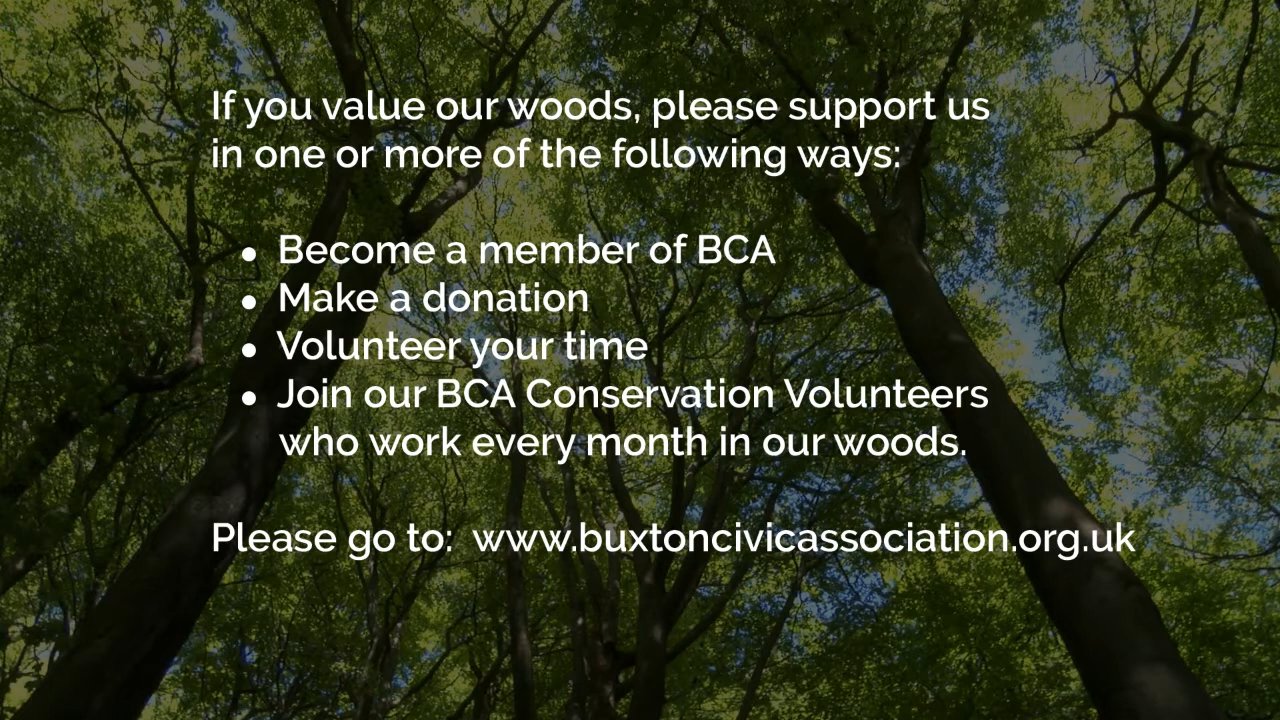 If you value our woods, please support us
in one or more of the following ways:
• Become a member of BCA
• Make a donation
• Volunteer your time
• Join our BCA Conservation Volunteers
who work every month in our woods.
Please go to: www.buxtoncivicassociation.org.uk